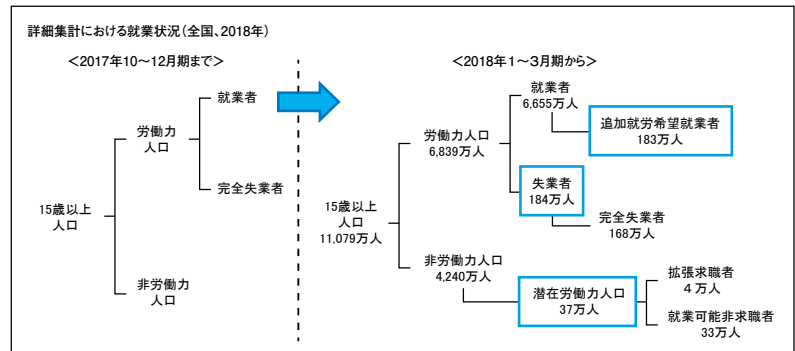 詳細集計における就業状況（全国、2018年）
＜2017年10～12月期まで＞
15歳以上
人口
労働力
人口
就業者
完全失業者
非労働力
人口
＜2018年１～３月期から＞
15歳以上
人口
11,079万人
労働力人口
6,839万人
就業者
6,655万人
追加就労希望就業者
183万人
失業者
184万人
完全失業者
168万人
非労働力人口
4,240万人
潜在労働力人口
37万人
拡張求職者
４万人
就業可能非求職者
33万人